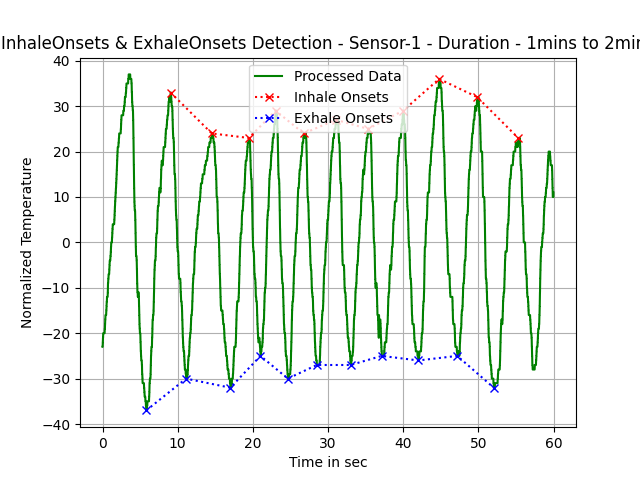 InhaleOnsets & ExhaleOnsets Detection - Sensor-1 - Duration - 1mins to 2min
Processed Data
Inhale Onsets
Exhale Onsets
Normalized Temperature
40
30
20
10
0
−10
−20
−30
−40
0 10 20 30 40 50 60
Time in sec